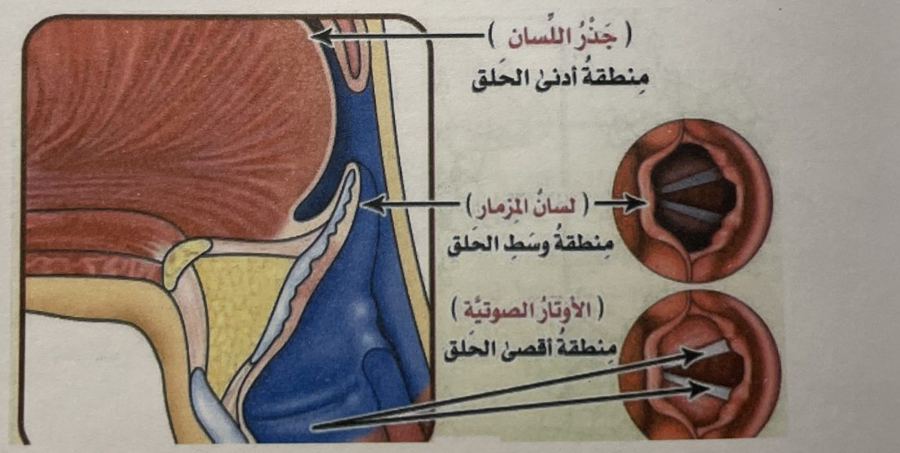 ( جَذْرُ اللِّسان )
مِنطقةُ أدنىٰ الحَلق
( لسانُ المِزمار )
مِنطقةُ وسَطِ الحَلق
( الأوتارُ الصوتيَّة )
مِنطقةُ أقصىٰ الحَلق